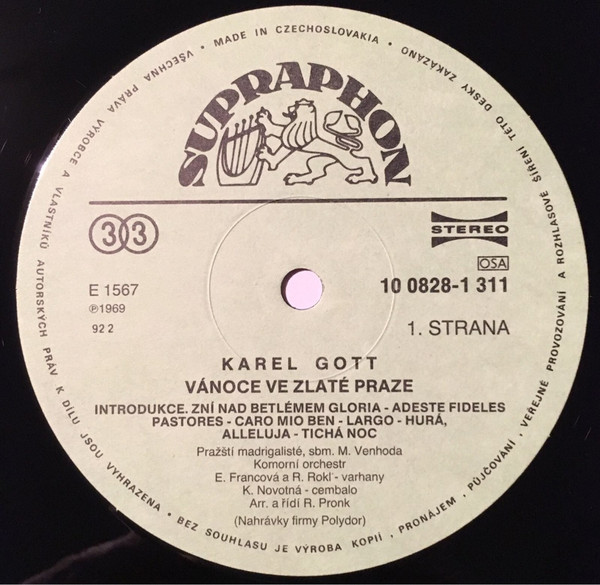 MADE IN CZECHOSLOVAKIA • VŠECHNA PRÁVA VÝROBCE A VLASTNÍKŮ AUTORSKÝCH PRÁV K DÍLU JSOU VYHRAZENA • BEZ SOUHLASU JE VÝROBA KOPIÍ, PRONÁJEM, PŮJČOVÁNÍ, VEŘEJNÉ PROVOZOVÁNÍ A ROZHLASOVÉ ŠÍŘENÍ TÉTO DESKY ZAKÁZÁNO •
SUPRAPHON
33
STEREO
OSA
E 1567
10 0828-1 311
℗1969
92 2
1. STRANA
KAREL GOTT
VÁNOCE VE ZLATÉ PRAZE
INTRODUKCE. ZNÍ NAD BETLÉMEM GLORIA - ADESTE FIDELES
PASTORES - CARO MIO BEN - LARGO - HURÁ,
ALLELUJA - TICHÁ NOC
Pražští madrigalisté, sbm. M. Venhoda
Komorní orchestr
E. Francová a R. Rokl - varhany
K. Novotná - cembalo
Arr. a řídí R. Pronk
(Nahrávky firmy Polydor)